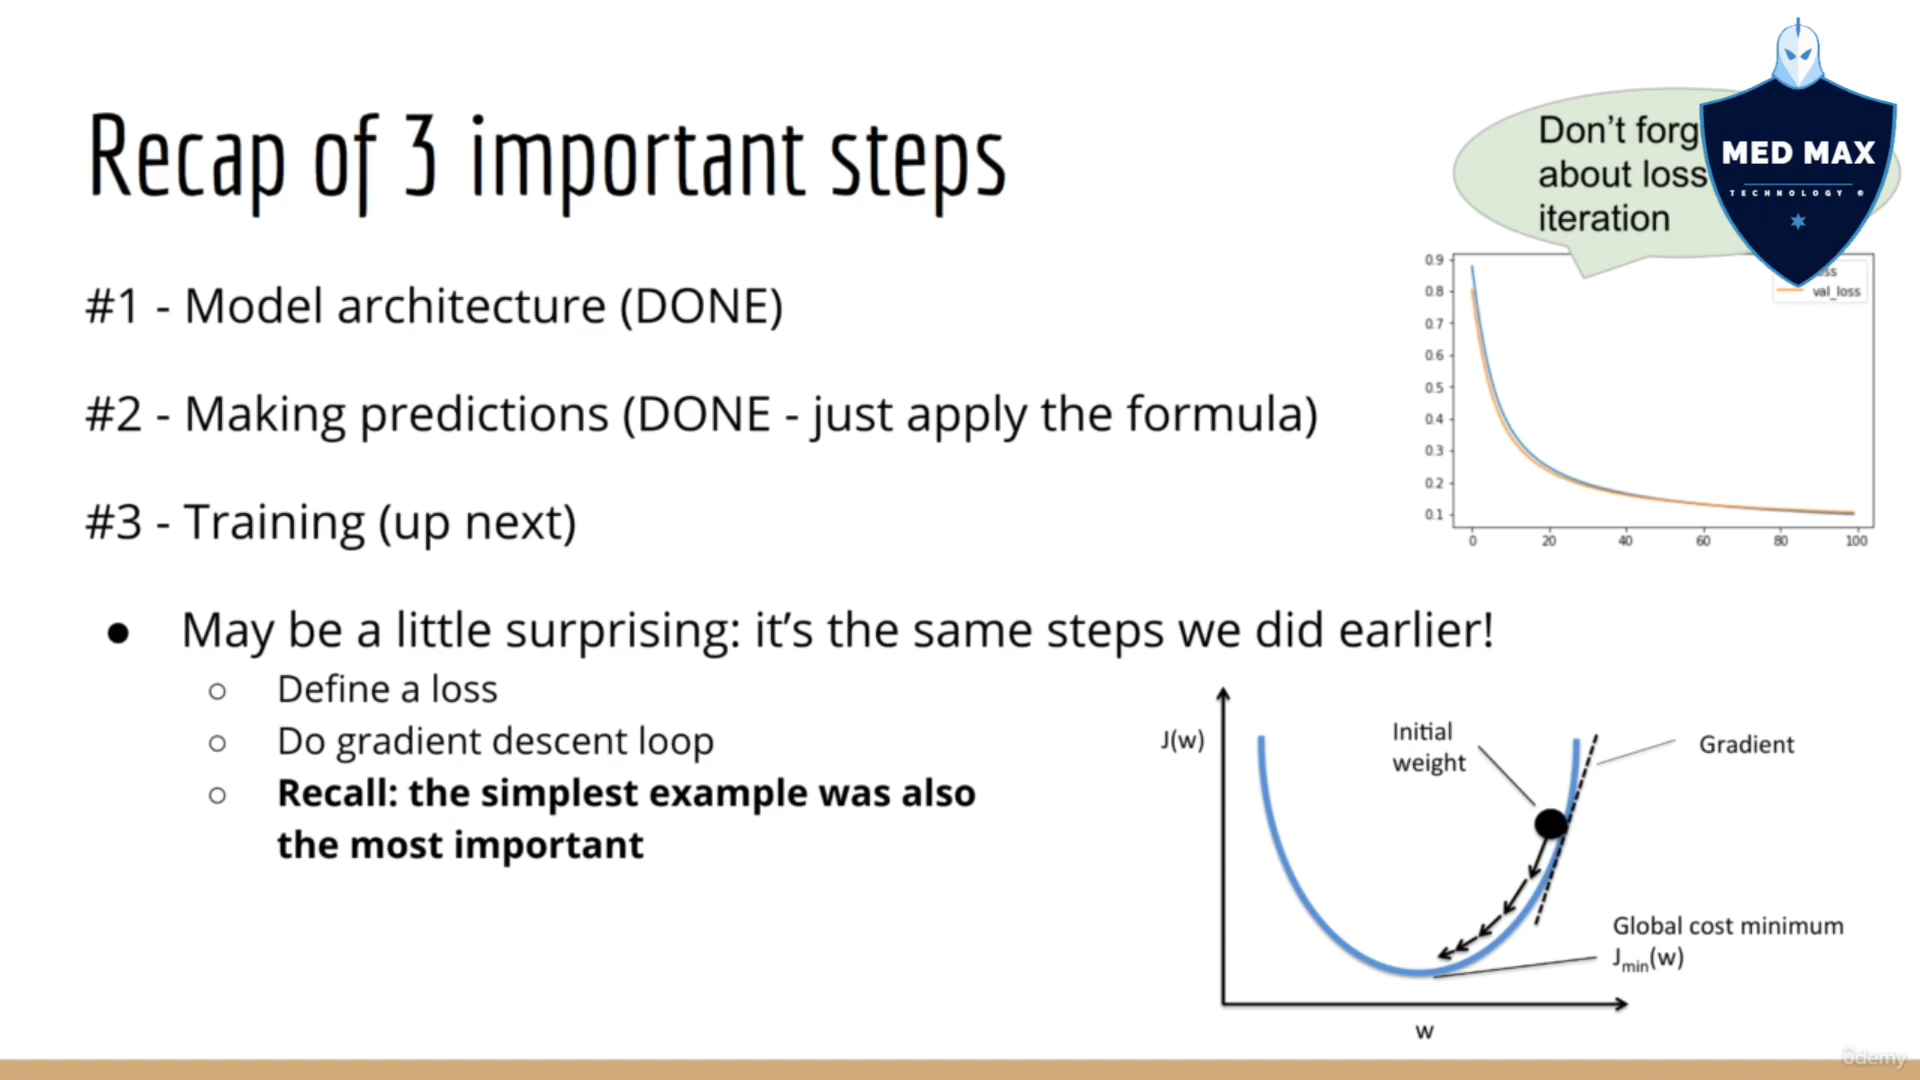 Recap of 3 important steps
Don’t
about loss
iteration
MED MAX
TECHNOLOGY
#1 - Model architecture (DONE)
#2 - Making predictions (DONE - just apply the formula)
#3 - Training (up next)
val_loss
0.9
0.8
0.7
0.6
0.5
0.4
0.3
0.2
0.1
0 20 40 60 80 100
● May be a little surprising: it’s the same steps we did earlier!
○ Define a loss
○ Do gradient descent loop
○ Recall: the simplest example was also
the most important
J(w)
Initial
weight
Gradient
Global cost minimum
Jmin(w)
w
ûdemy